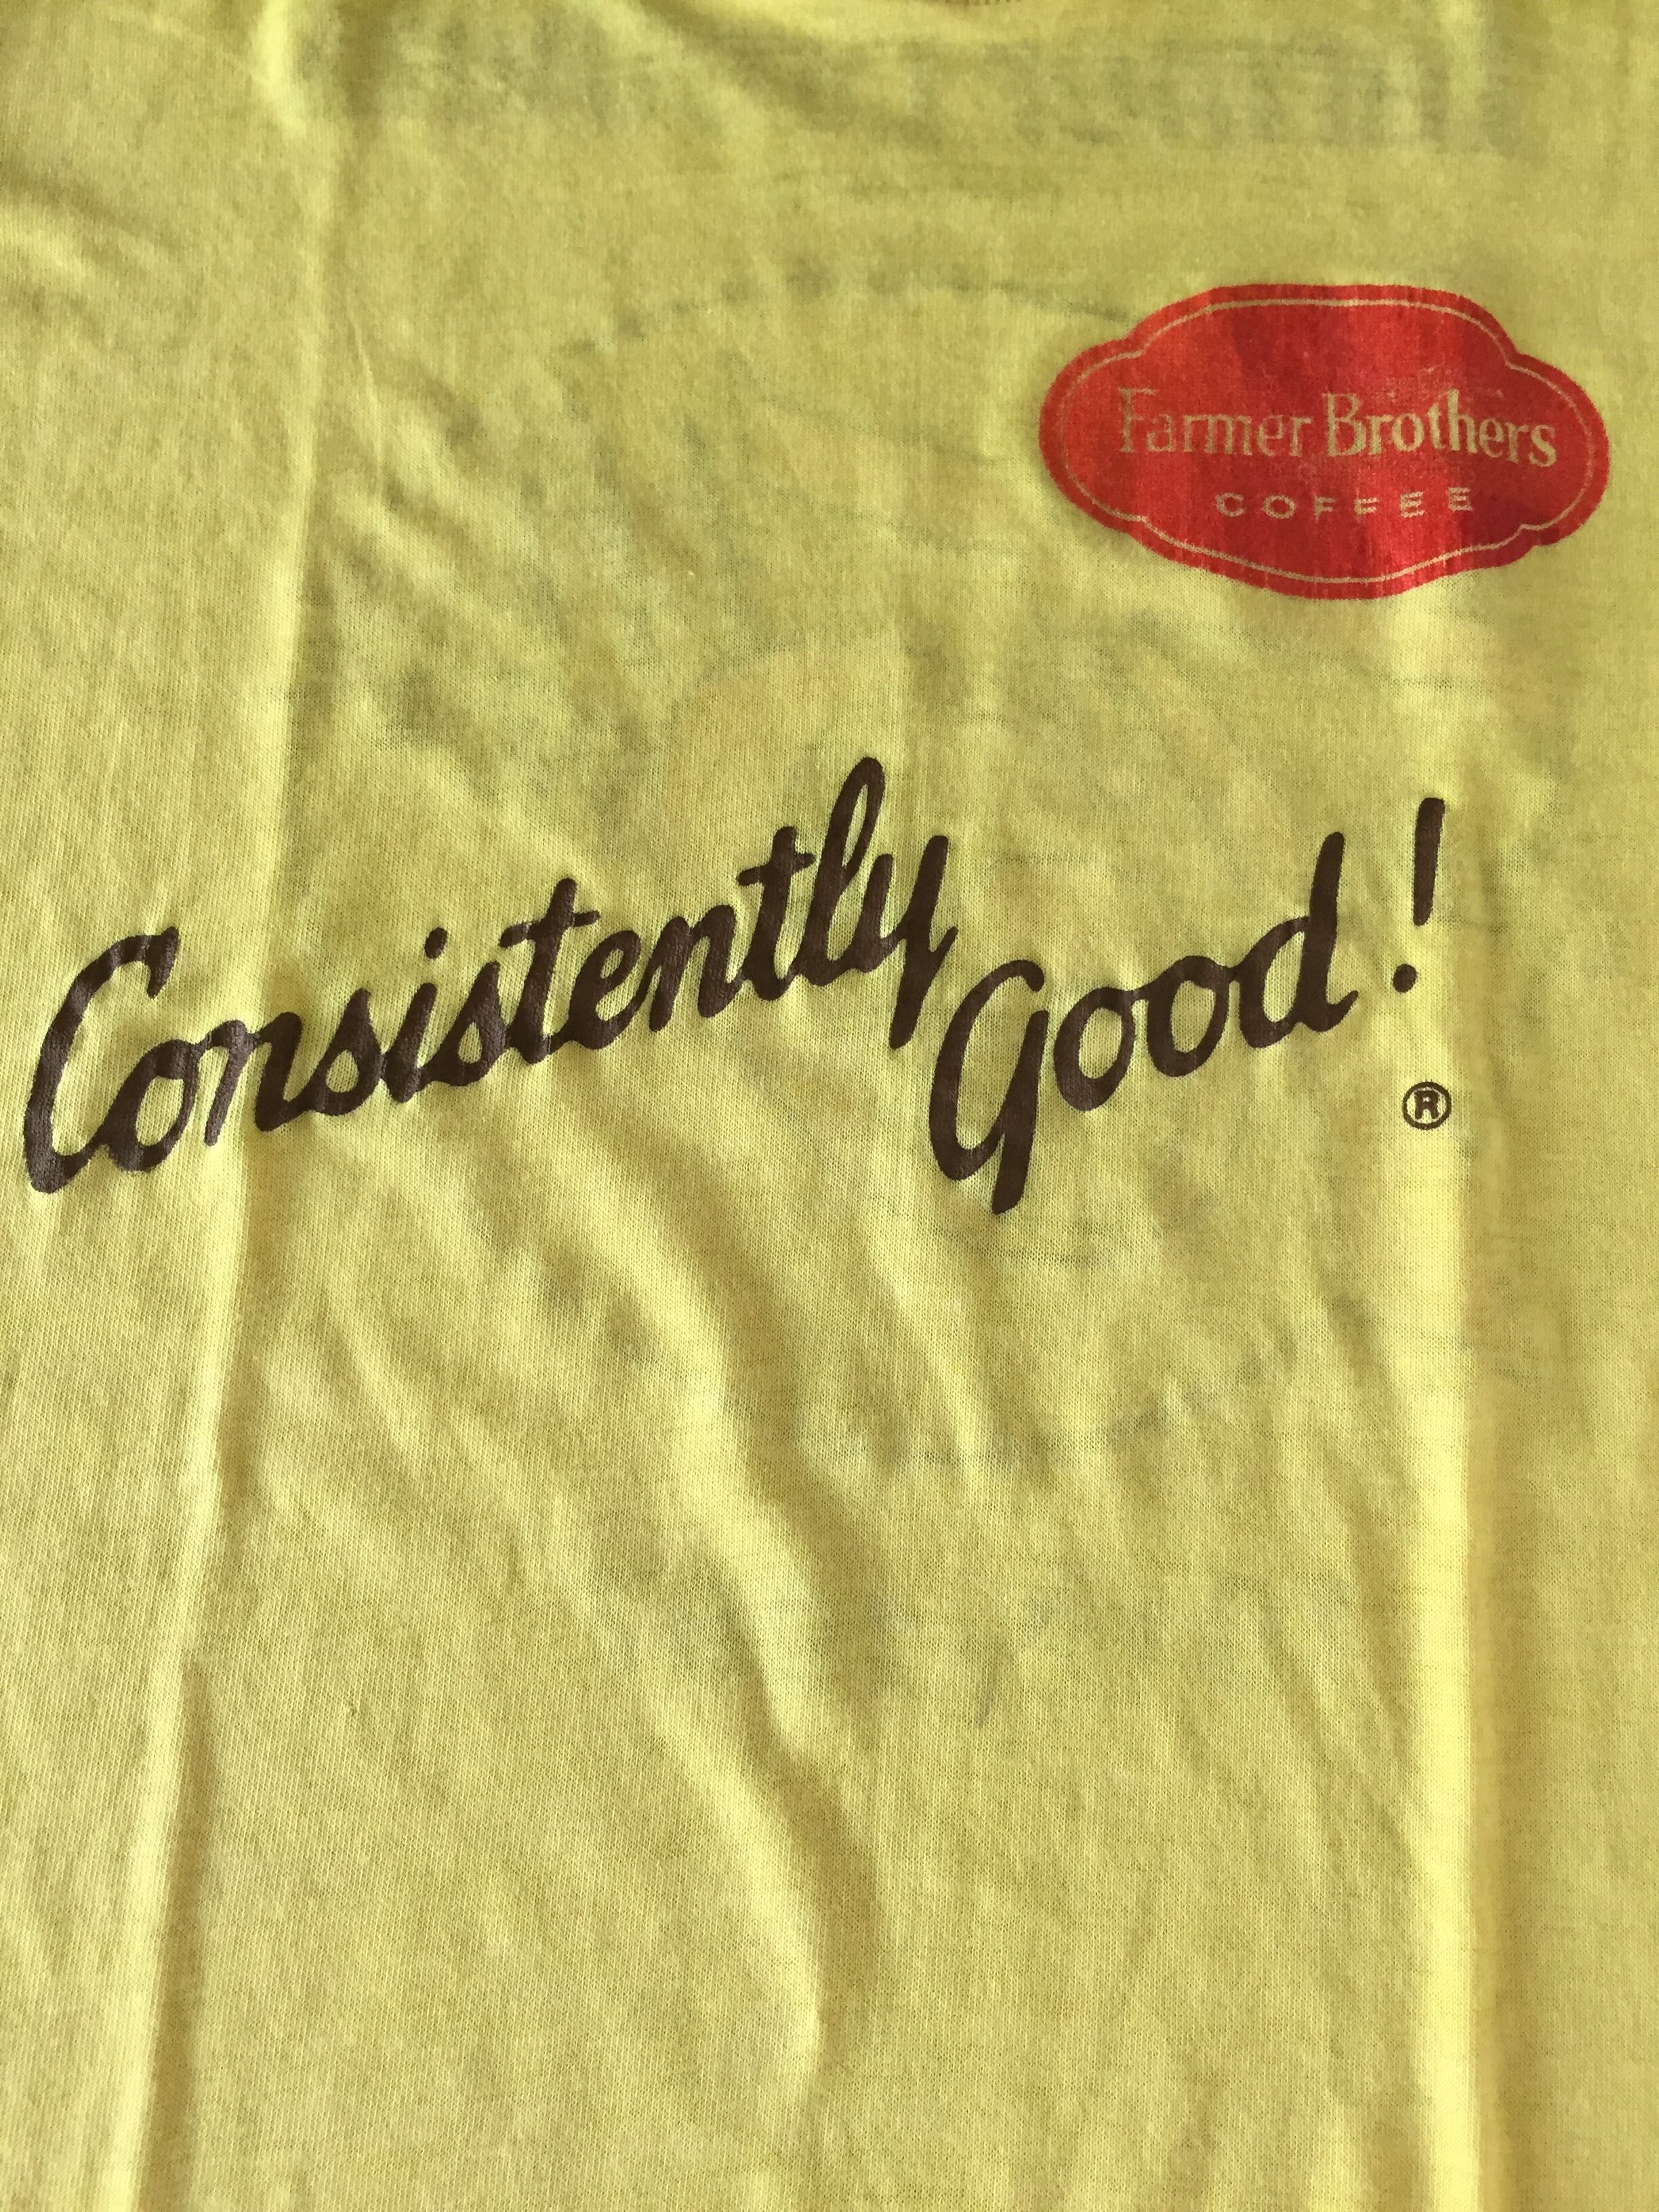 Farmer Brothers
COFFEE
Consistently
Good!
®